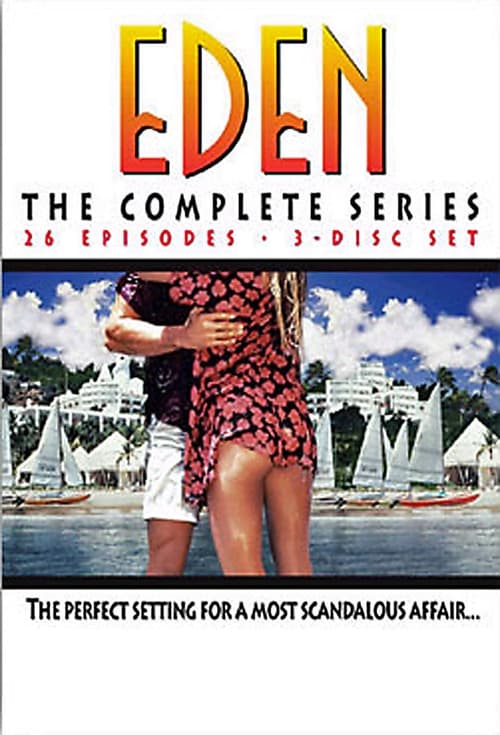 EDEN
THE COMPLETE SERIES
26 EPISODES · 3-DISC SET
THE PERFECT SETTING FOR A MOST SCANDALOUS AFFAIR...